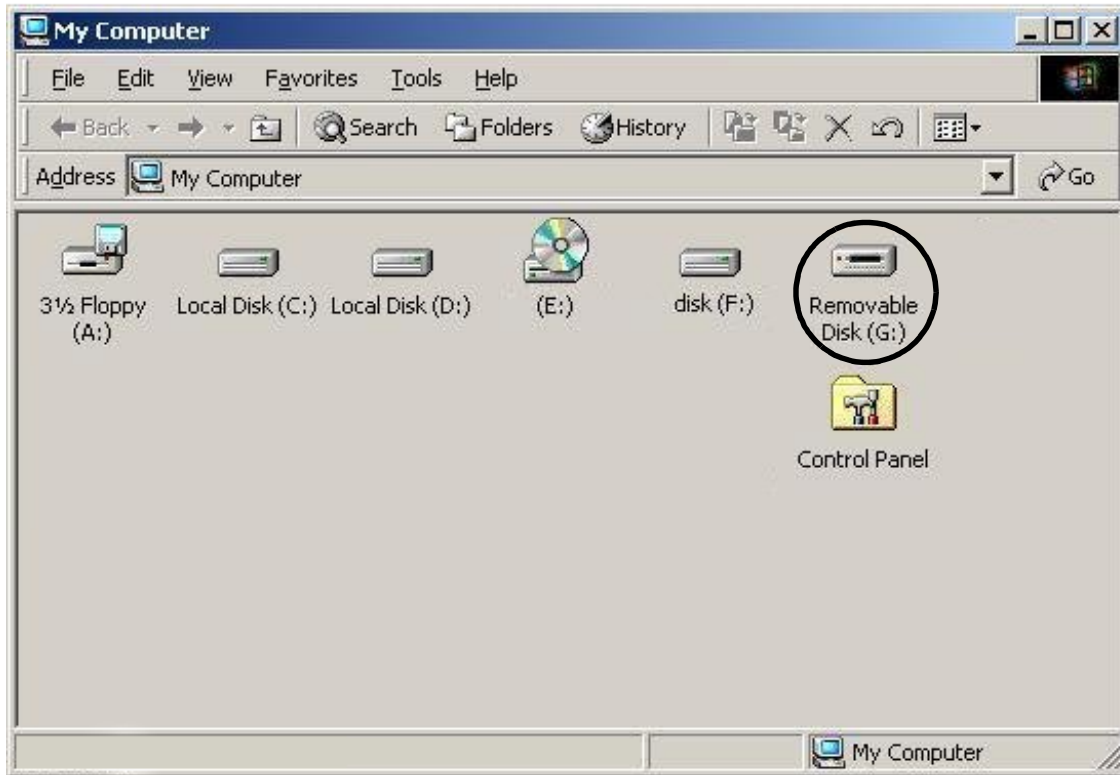 My Computer
File Edit View Favorites Tools Help
Back Search Folders History
Address My Computer Go
3½ Floppy (A:)
Local Disk (C:)
Local Disk (D:)
(E:)
disk (F:)
Removable Disk (G:)
Control Panel
My Computer